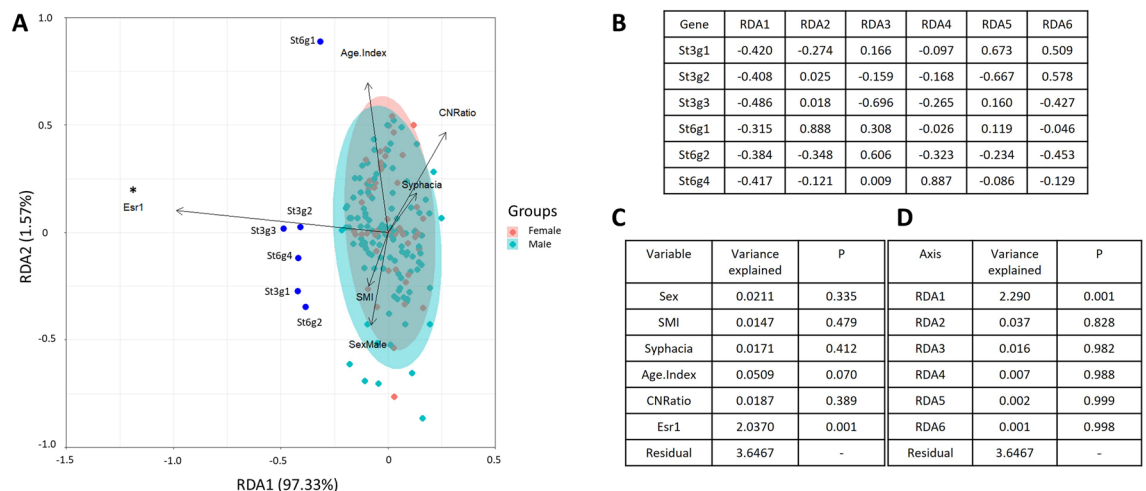 A
B
1.0
0.5
0
-0.5
-1.0
-1.5
-1.0
-0.5
0
0.5
RDA2 (1.57%)
RDA1 (97.33%)
St6g1
Age.Index
CNRatio
Syphacia
*
Esr1
St3g2
St3g3
St6g4
St3g1
St6g2
SMI
SexMale
Groups
Female
Male
Gene RDA1 RDA2 RDA3 RDA4 RDA5 RDA6
St3g1 -0.420 -0.274 0.166 -0.097 0.673 0.509
St3g2 -0.408 0.025 -0.159 -0.168 -0.667 0.578
St3g3 -0.486 0.018 -0.696 -0.265 0.160 -0.427
St6g1 -0.315 0.888 0.308 -0.026 0.119 -0.046
St6g2 -0.384 -0.348 0.606 -0.323 -0.234 -0.453
St6g4 -0.417 -0.121 0.009 0.887 -0.086 -0.129
C
Variable Variance explained P
Sex 0.0211 0.335
SMI 0.0147 0.479
Syphacia 0.0171 0.412
Age.Index 0.0509 0.070
CNRatio 0.0187 0.389
Esr1 2.0370 0.001
Residual 3.6467 -
D
Axis Variance explained P
RDA1 2.290 0.001
RDA2 0.037 0.828
RDA3 0.016 0.982
RDA4 0.007 0.988
RDA5 0.002 0.999
RDA6 0.001 0.998
Residual 3.6467 -